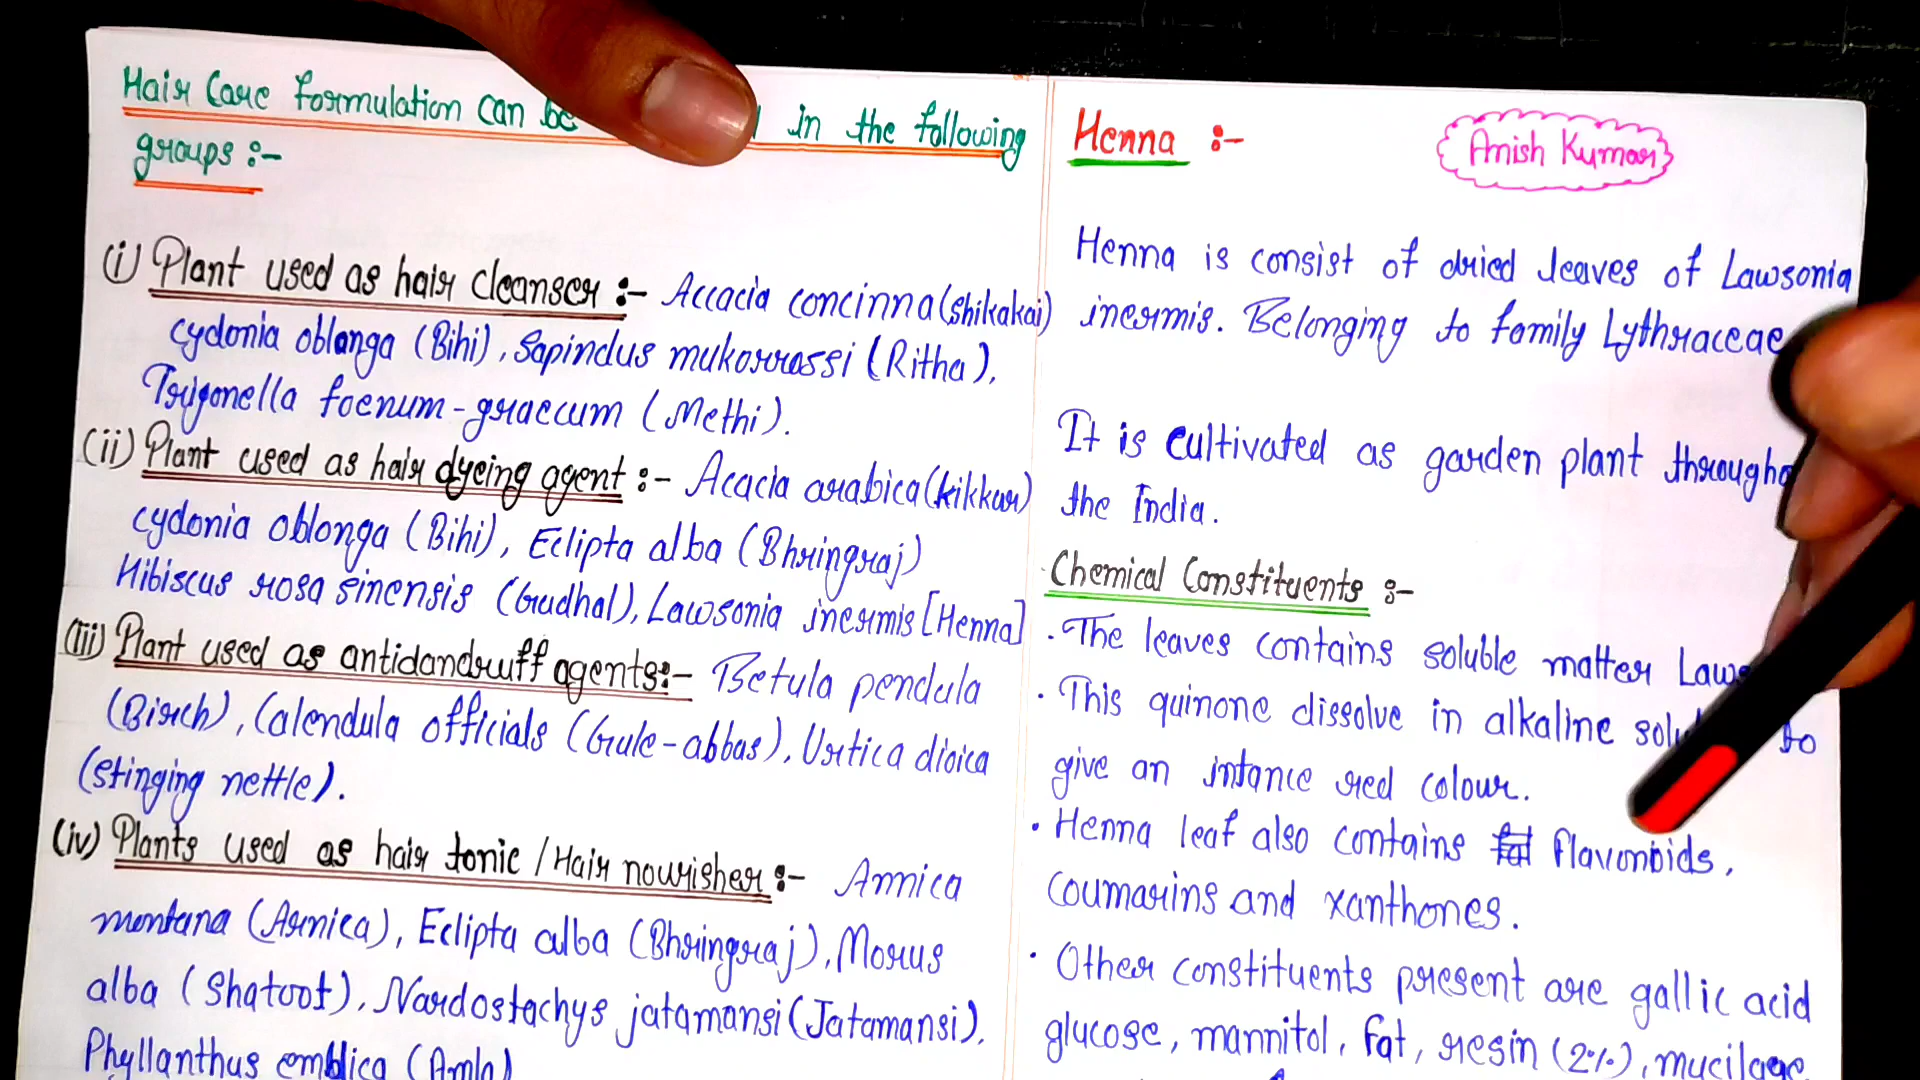 Hair Care formulation can be in the following
groups :-
(i) Plant used as hair cleanser :- Accacia concinna (shikakai)
cydonia oblonga (Bihi), Sapindus mukorrossi (Ritha),
Trigonella foenum-graecum (Methi).
(ii) Plant used as hair dyeing agent :- Acacia arabica (kikkar)
cydonia oblonga (Bihi), Eclipta alba (Bhringraj)
Hibiscus rosa sinensis (Gudhal), Lawsonia inermis [Henna]
(iii) Plant used as antidandruff agents :- Betula pendula
(Birch), Calendula officials (Gule-abbas), Urtica dioica
(stinging nettle).
(iv) Plants used as hair tonic / Hair nourisher :- Arnica
montana (Arnica), Eclipta alba (Bhringraj), Morus
alba (Shatoot), Nardostachys jatamansi (Jatamansi).
Phyllanthus emblica (Amla)
Henna :-
Amish Kumar
Henna is consist of dried leaves of Lawsonia
inermis. Belonging to family Lythraceae
It is cultivated as garden plant
the India.
Chemical Constituents :-
· The leaves contains soluble matter
· This quinone dissolve in alkaline to
give an intance red colour.
· Henna leaf also contains flavonoids,
coumarins and xanthones.
· Other constituents present are gallic acid
glucose, mannitol, fat, resin (2%), mucilage